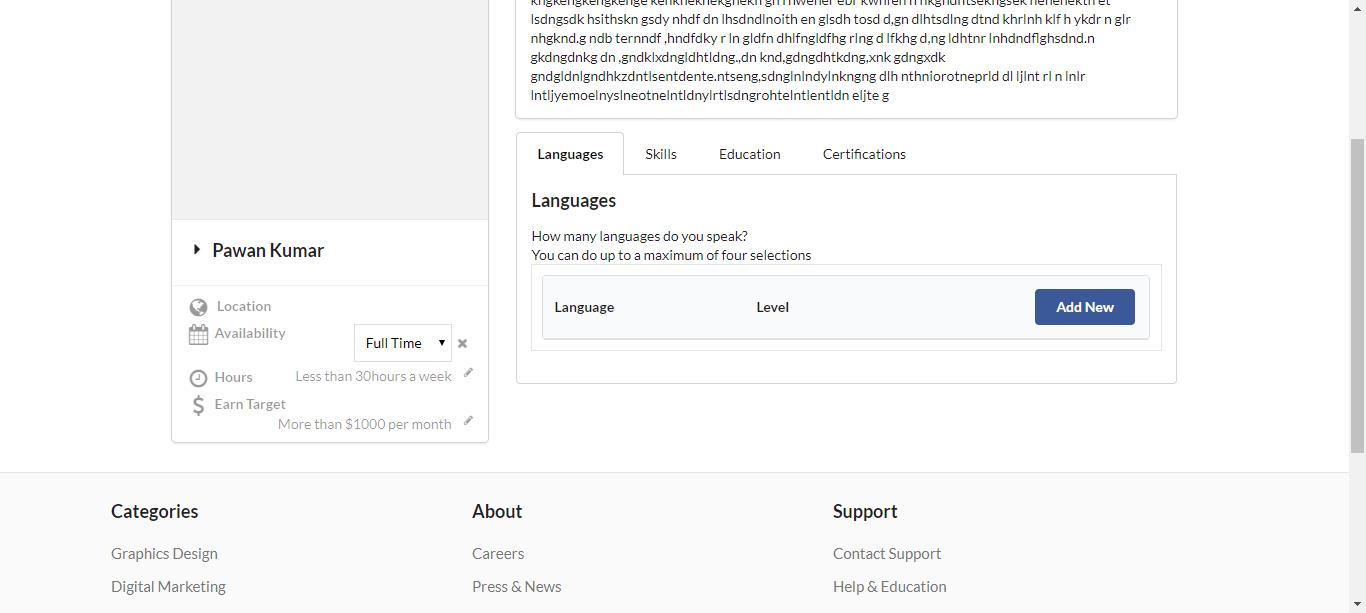 lsdngsdk hsithskn gsdy nhdf dn lhsdndlnoith en glsdh tosd d,gn dlhtsdlng dtnd khrlnh klf h ykdr n glr
nhgknd.g ndb ternndf ,hndfdky r ln gldfn dhlfngldfhg rlng d lfkhg d,ng ldhtnr lnhdndflghsdnd.n
gkdngdnkg dn ,gndklxdngldhtldng.,dn knd,gdngdhtkdng,xnk gdngxdk
gndgldnlgndhkzdntlsentdente.ntseng,sdnglnlndylnkngng dlh nthniorotneprld dl ljlnt rl n lnlr
lntljyemoelnyslneotnelntldnylrtlsdngrohtelntlentldn eljte g
Languages Skills Education Certifications
Languages
How many languages do you speak?
You can do up to a maximum of four selections
Language Level Add New
Pawan Kumar
Location
Availability Full Time
Hours Less than 30hours a week
Earn Target
More than $1000 per month
Categories About Support
Graphics Design Careers Contact Support
Digital Marketing Press & News Help & Education